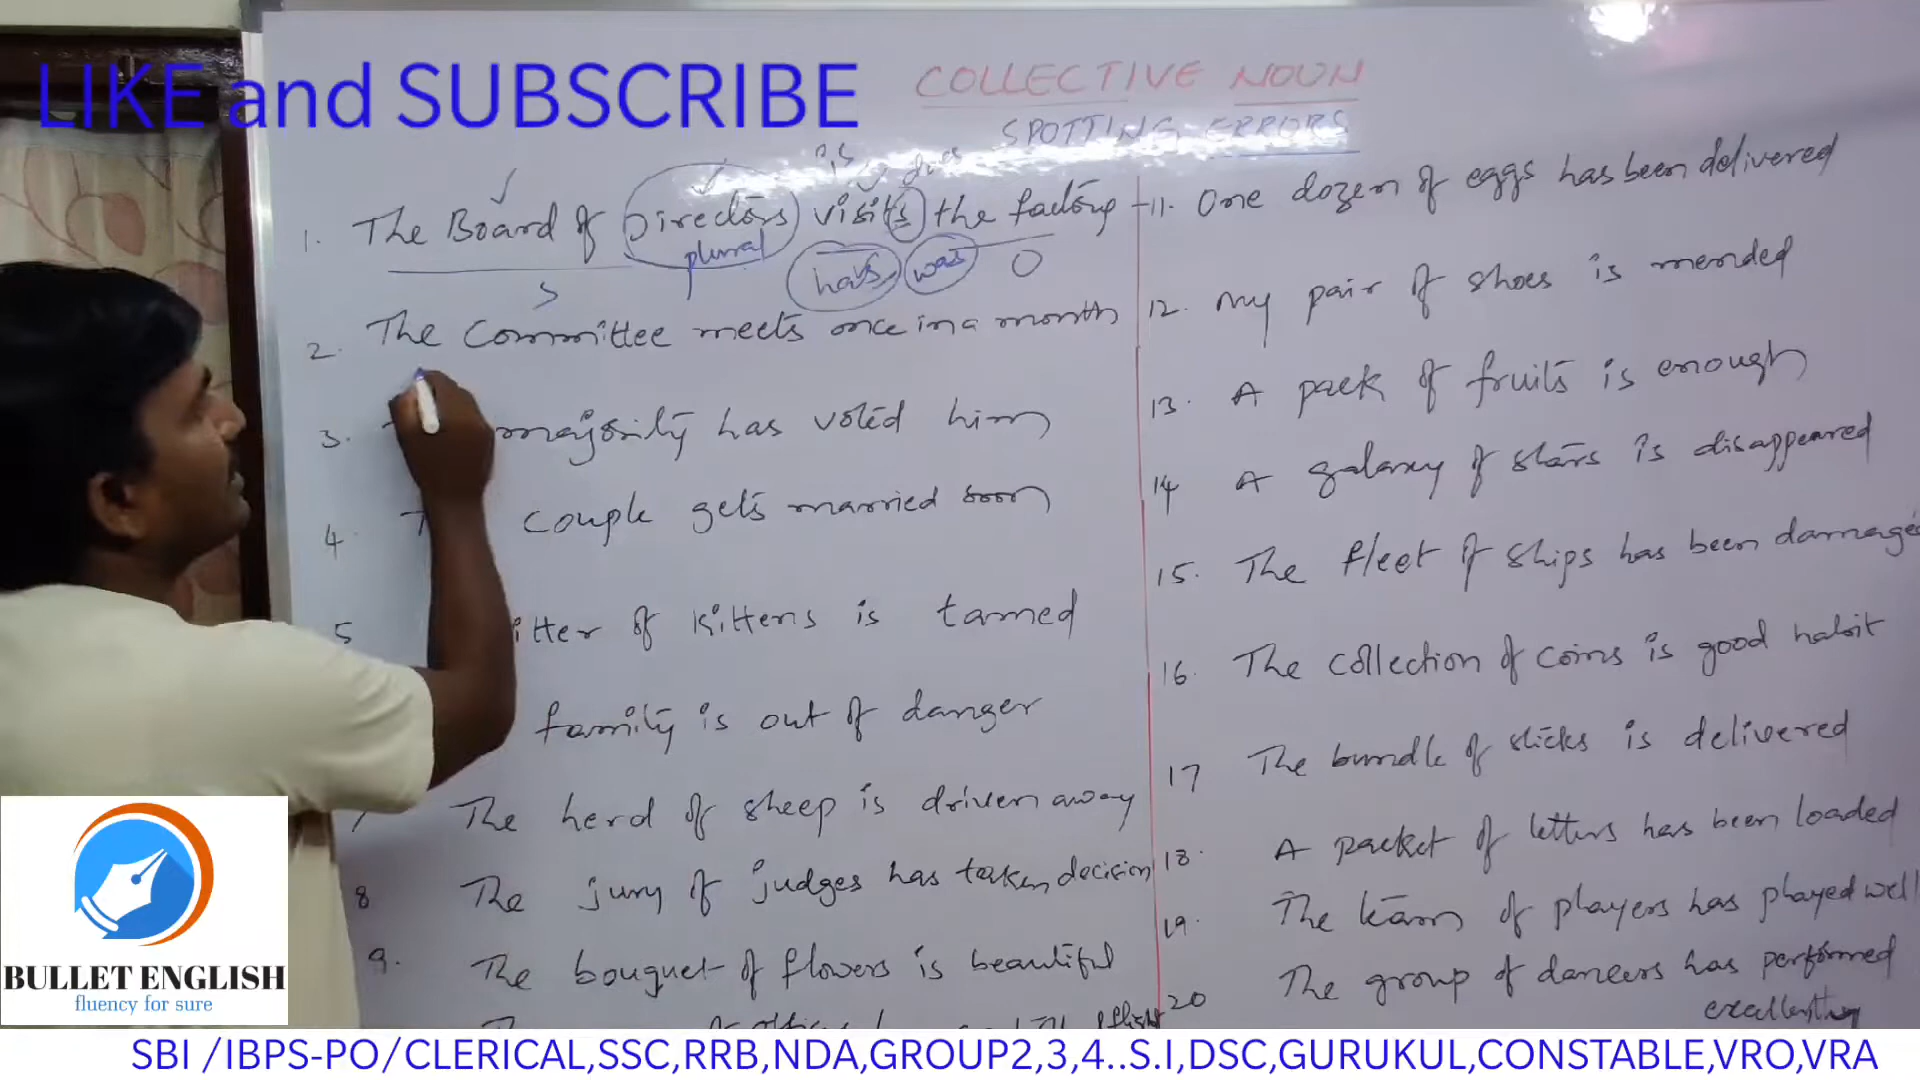 LIKE and SUBSCRIBE
COLLECTIVE NOUN
SPOTTING ERRORS
is
does
1. The Board of Directors visits the factory
plural
has was
S O
2. The Committee meets once in a month
3. majority has voted him
4. couple gets married soon
5 itter of kittens is tamed
family is out of danger
7 The herd of sheep is driven away
8 The jury of judges has taken decision
9. The bouquet of flowers is beautiful
flight
11. One dozen of eggs has been delivered
12. My pair of shoes is mended
13. A pack of fruits is enough
14 A galaxy of stars is disappeared
15. The fleet of ships has been damaged
16. The collection of coins is good habit
17 The bundle of sticks is delivered
18. A packet of letters has been loaded
19. The team of players has played well
20 The group of dancers has performed
BULLET ENGLISH
fluency for sure
SBI /IBPS-PO/CLERICAL,SSC,RRB,NDA,GROUP2,3,4..S.I,DSC,GURUKUL,CONSTABLE,VRO,VRA